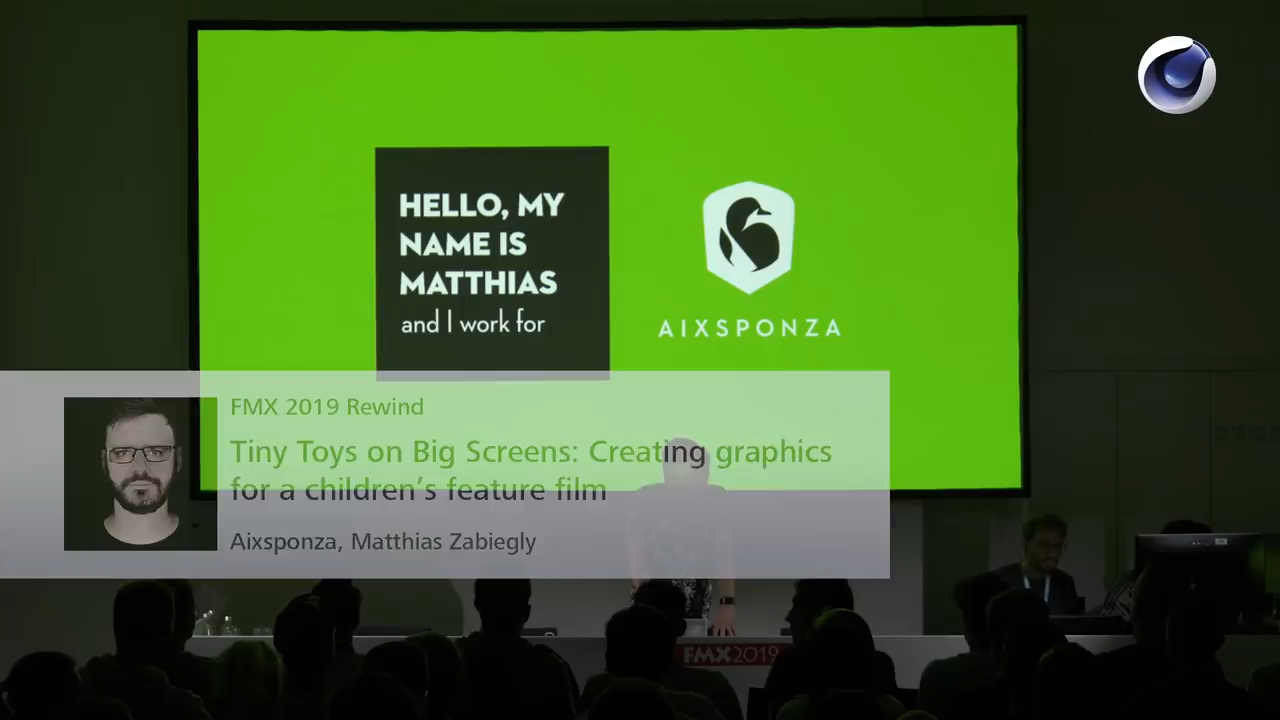 HELLO, MY
NAME IS
MATTHIAS
and I work for
AIXSPONZA
FMX 2019 Rewind
Tiny Toys on Big Screens: Creating graphics
for a children's feature film
Aixsponza, Matthias Zabiegly
FMX2019